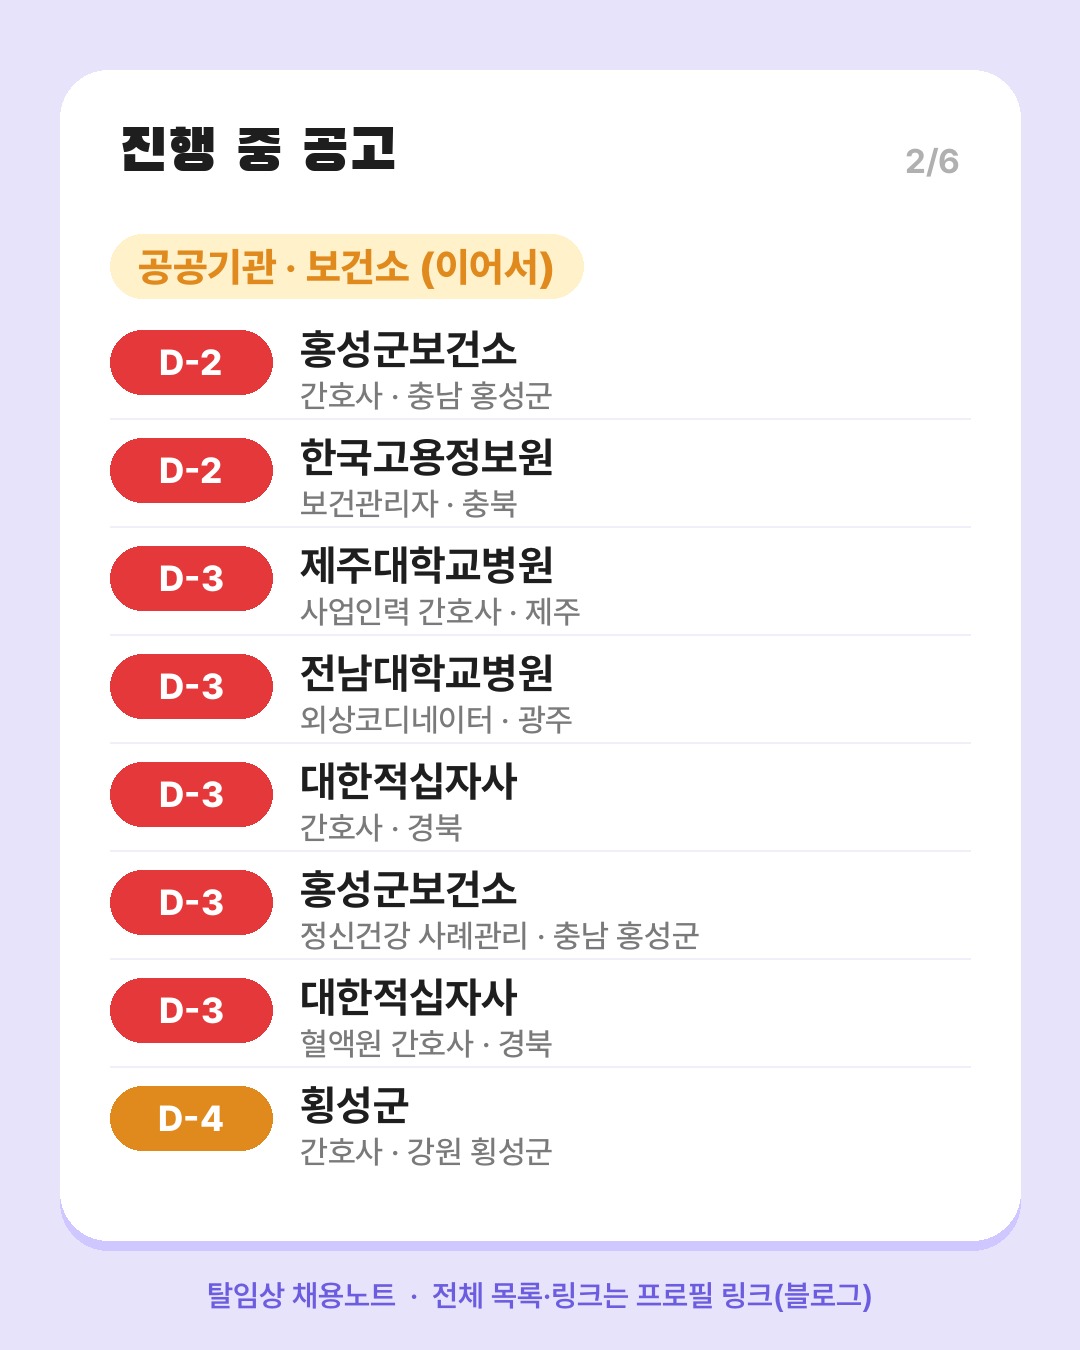 진행 중 공고
2/6
공공기관 · 보건소 (이어서)
D-2
홍성군보건소
간호사 · 충남 홍성군
D-2
한국고용정보원
보건관리자 · 충북
D-3
제주대학교병원
사업인력 간호사 · 제주
D-3
전남대학교병원
외상코디네이터 · 광주
D-3
대한적십자사
간호사 · 경북
D-3
홍성군보건소
정신건강 사례관리 · 충남 홍성군
D-3
대한적십자사
혈액원 간호사 · 경북
D-4
횡성군
간호사 · 강원 횡성군
탈임상 채용노트 · 전체 목록·링크는 프로필 링크(블로그)